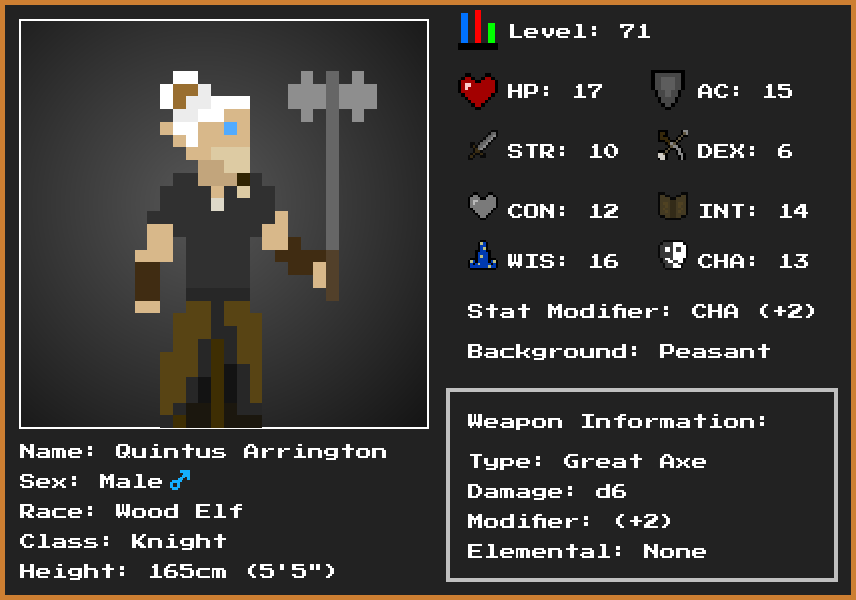 Level: 71
HP: 17
AC: 15
STR: 10
DEX: 6
CON: 12
INT: 14
WIS: 16
CHA: 13
Stat Modifier: CHA (+2)
Background: Peasant
Weapon Information:
Type: Great Axe
Damage: d6
Modifier: (+2)
Elemental: None
Name: Quintus Arrington
Sex: Male♂
Race: Wood Elf
Class: Knight
Height: 165cm (5'5")